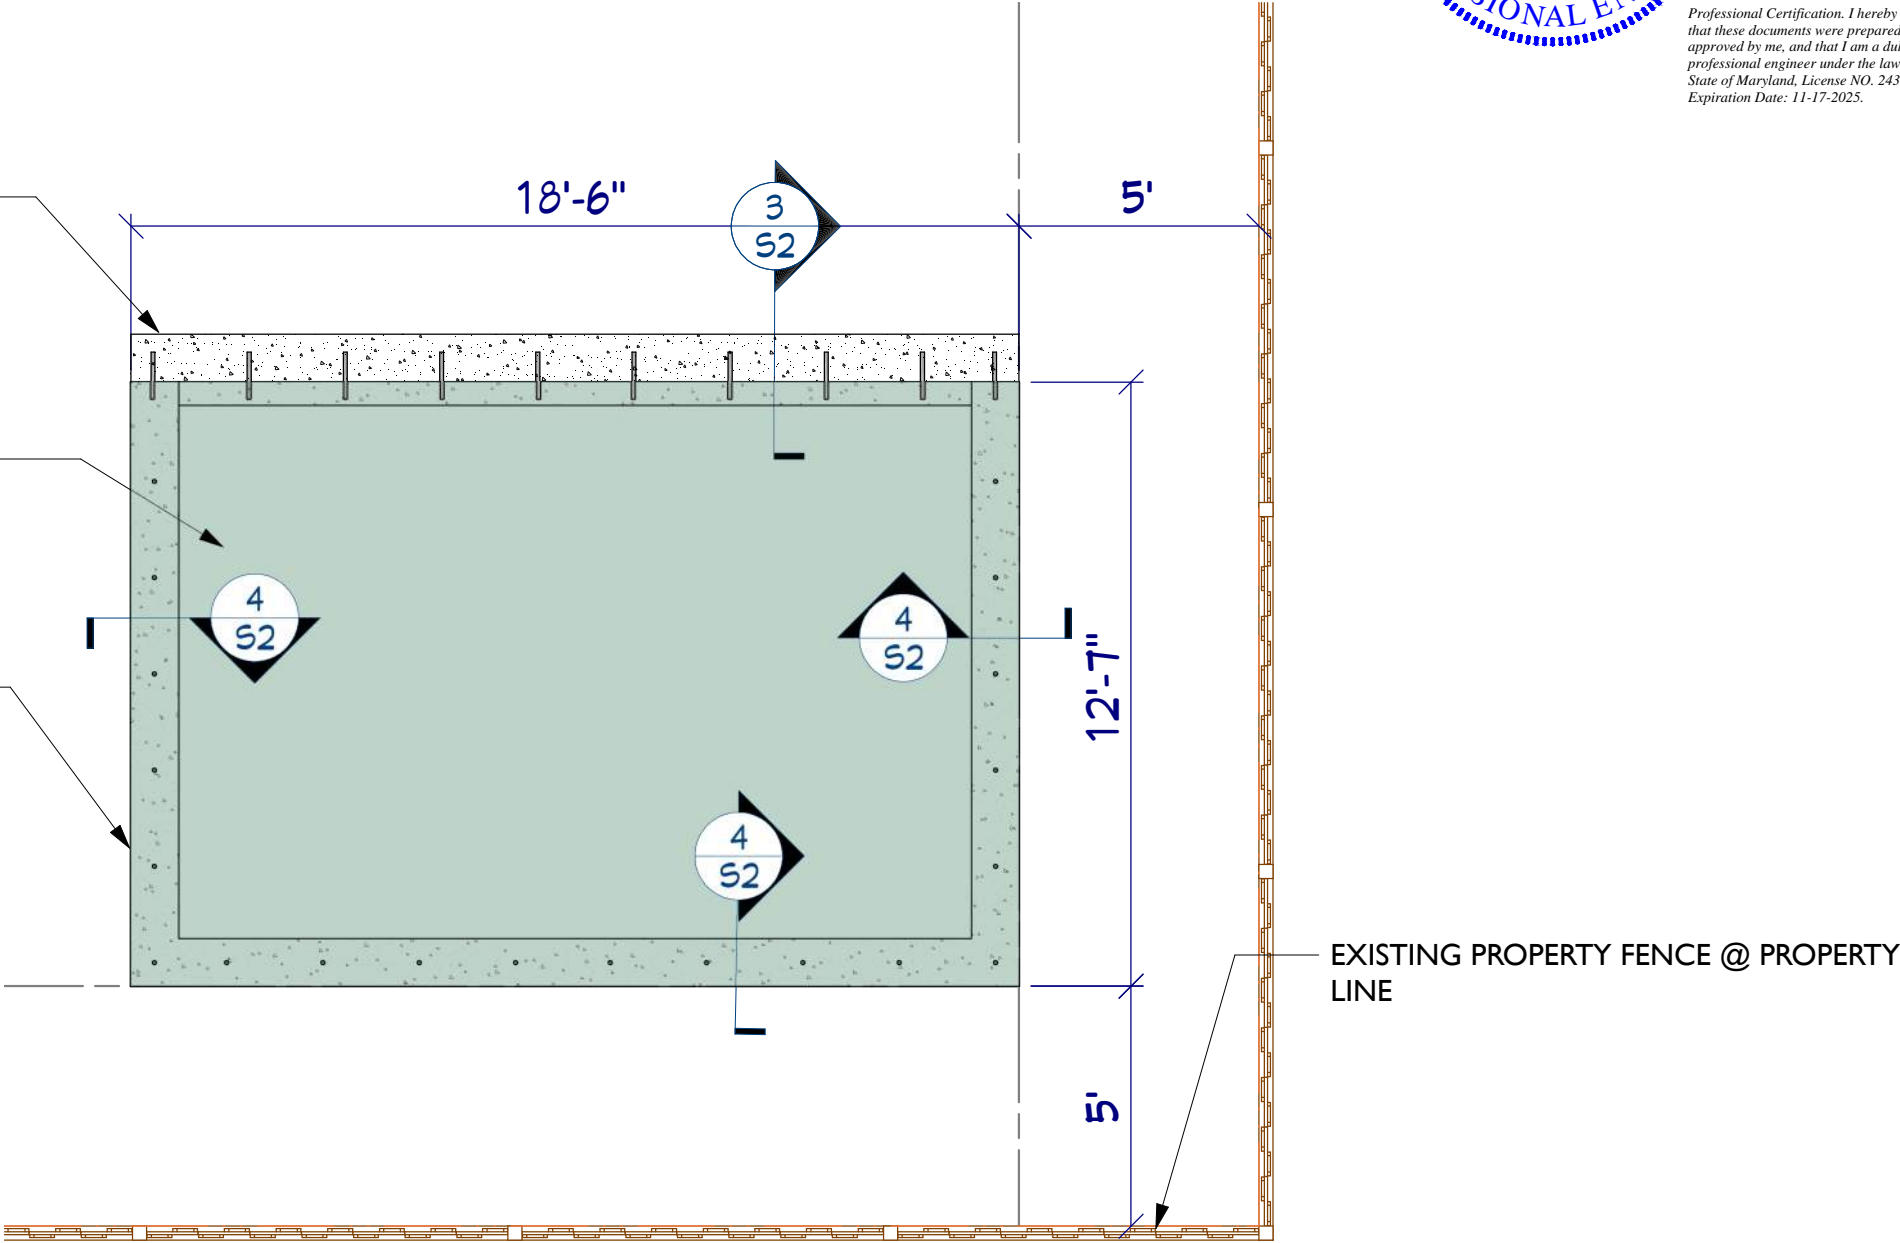 SIONAL EN
Professional Certification. I hereby
that these documents were prepared
approved by me, and that I am a du
professional engineer under the law
State of Maryland, License NO. 243
Expiration Date: 11-17-2025.
18'-6"
3
S2
5'
4
S2
4
S2
12'-7"
4
S2
EXISTING PROPERTY FENCE @ PROPERTY
LINE
5'